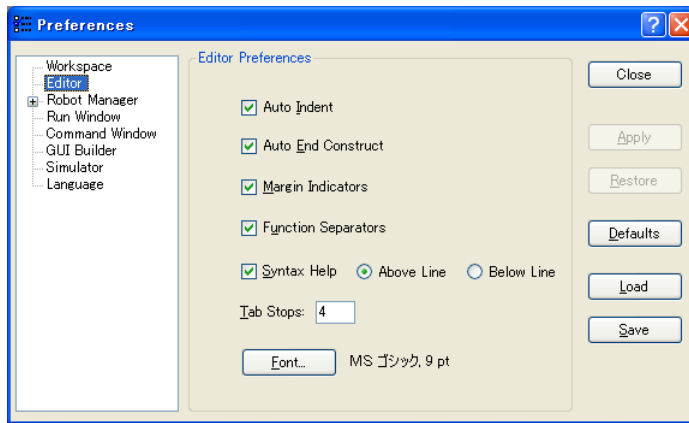 Preferences
Workspace
Editor
Robot Manager
Run Window
Command Window
GUI Builder
Simulator
Language
Editor Preferences
Auto Indent
Auto End Construct
Margin Indicators
Function Separators
Syntax Help Above Line Below Line
Tab Stops: 4
Font... MS ゴシック, 9 pt
Close
Apply
Restore
Defaults
Load
Save